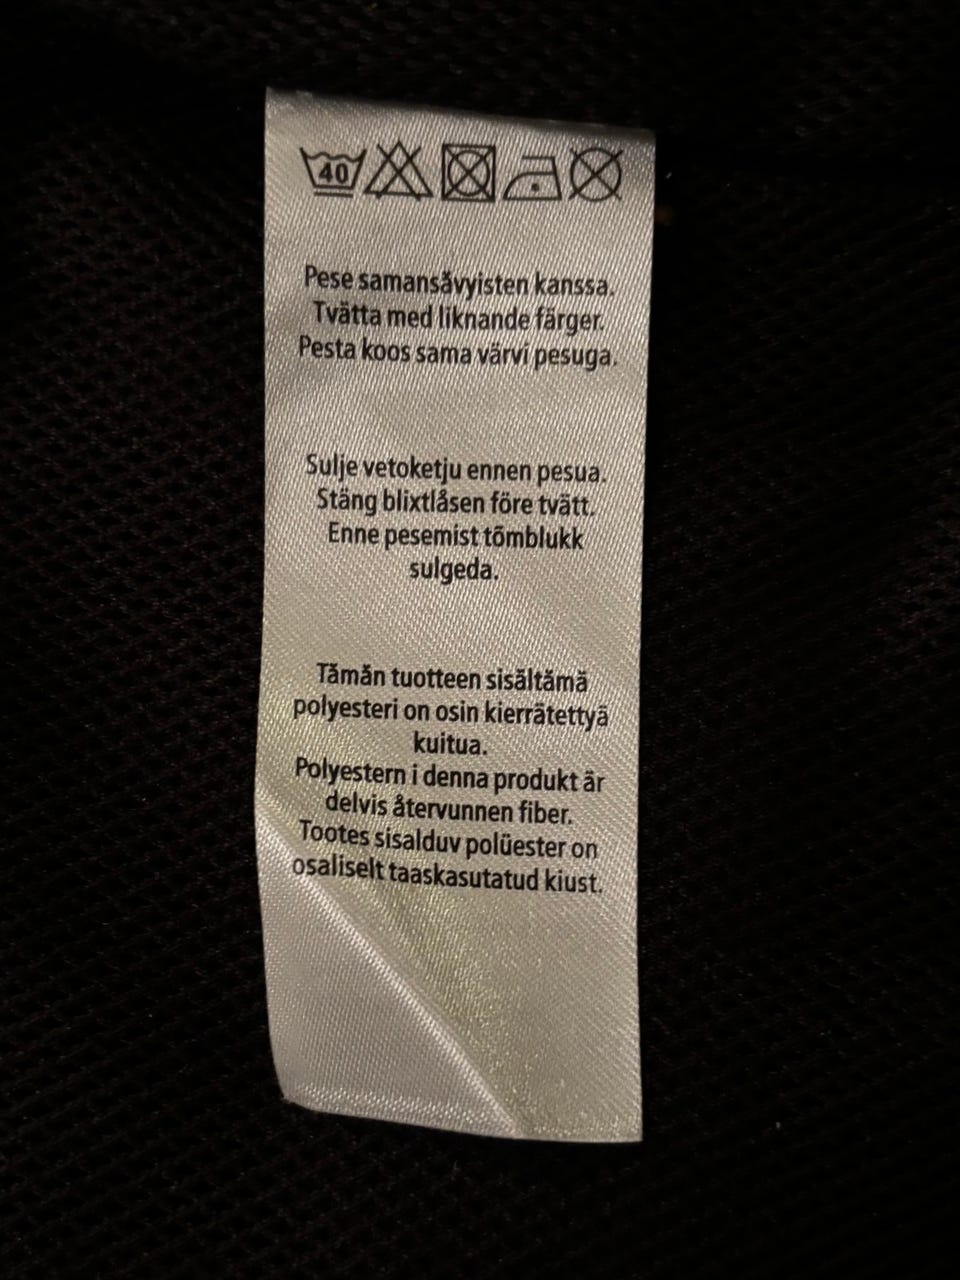 40
Pese samansävyisten kanssa.
Tvätta med liknande färger.
Pesta koos sama värvi pesuga.
Sulje vetoketju ennen pesua.
Stäng blixtlåsen före tvätt.
Enne pesemist tõmblukk
sulgeda.
Tämän tuotteen sisältämä
polyesteri on osin kierrätettyä
kuitua.
Polyestern i denna produkt är
delvis återvunnen fiber.
Tootes sisalduv polüester on
osaliselt taaskasutatud kiust.